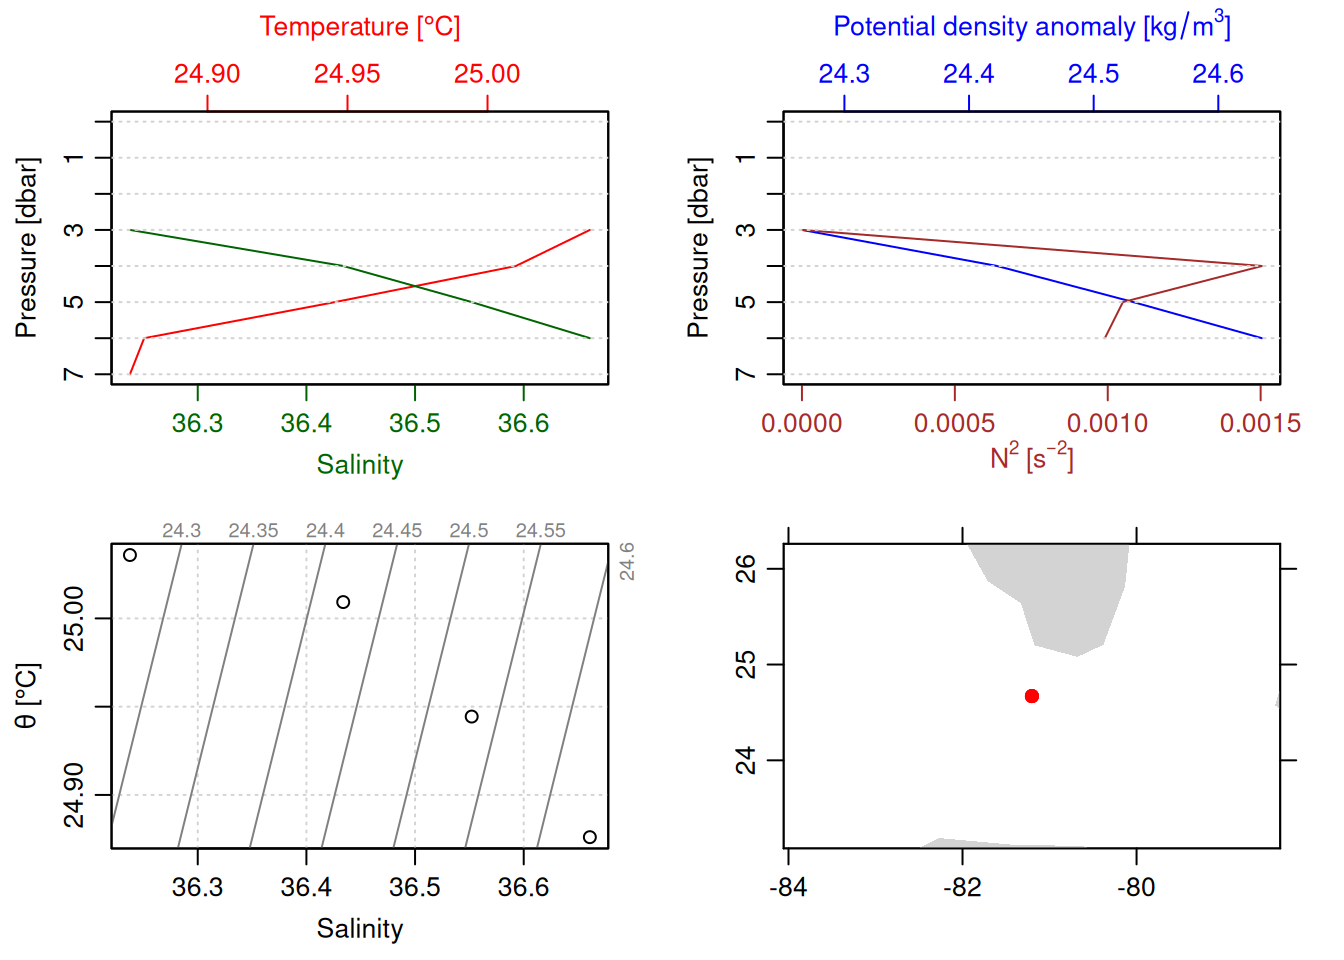 Temperature [°C]
24.90 24.95 25.00
Pressure [dbar]
1
3
5
7
36.3 36.4 36.5 36.6
Salinity
Potential density anomaly [kg/m³]
24.3 24.4 24.5 24.6
Pressure [dbar]
1
3
5
7
0.0000 0.0005 0.0010 0.0015
N² [s⁻²]
24.3 24.35 24.4 24.45 24.5 24.55
24.6
θ [°C]
25.00
24.90
36.3 36.4 36.5 36.6
Salinity
26
25
24
-84 -82 -80